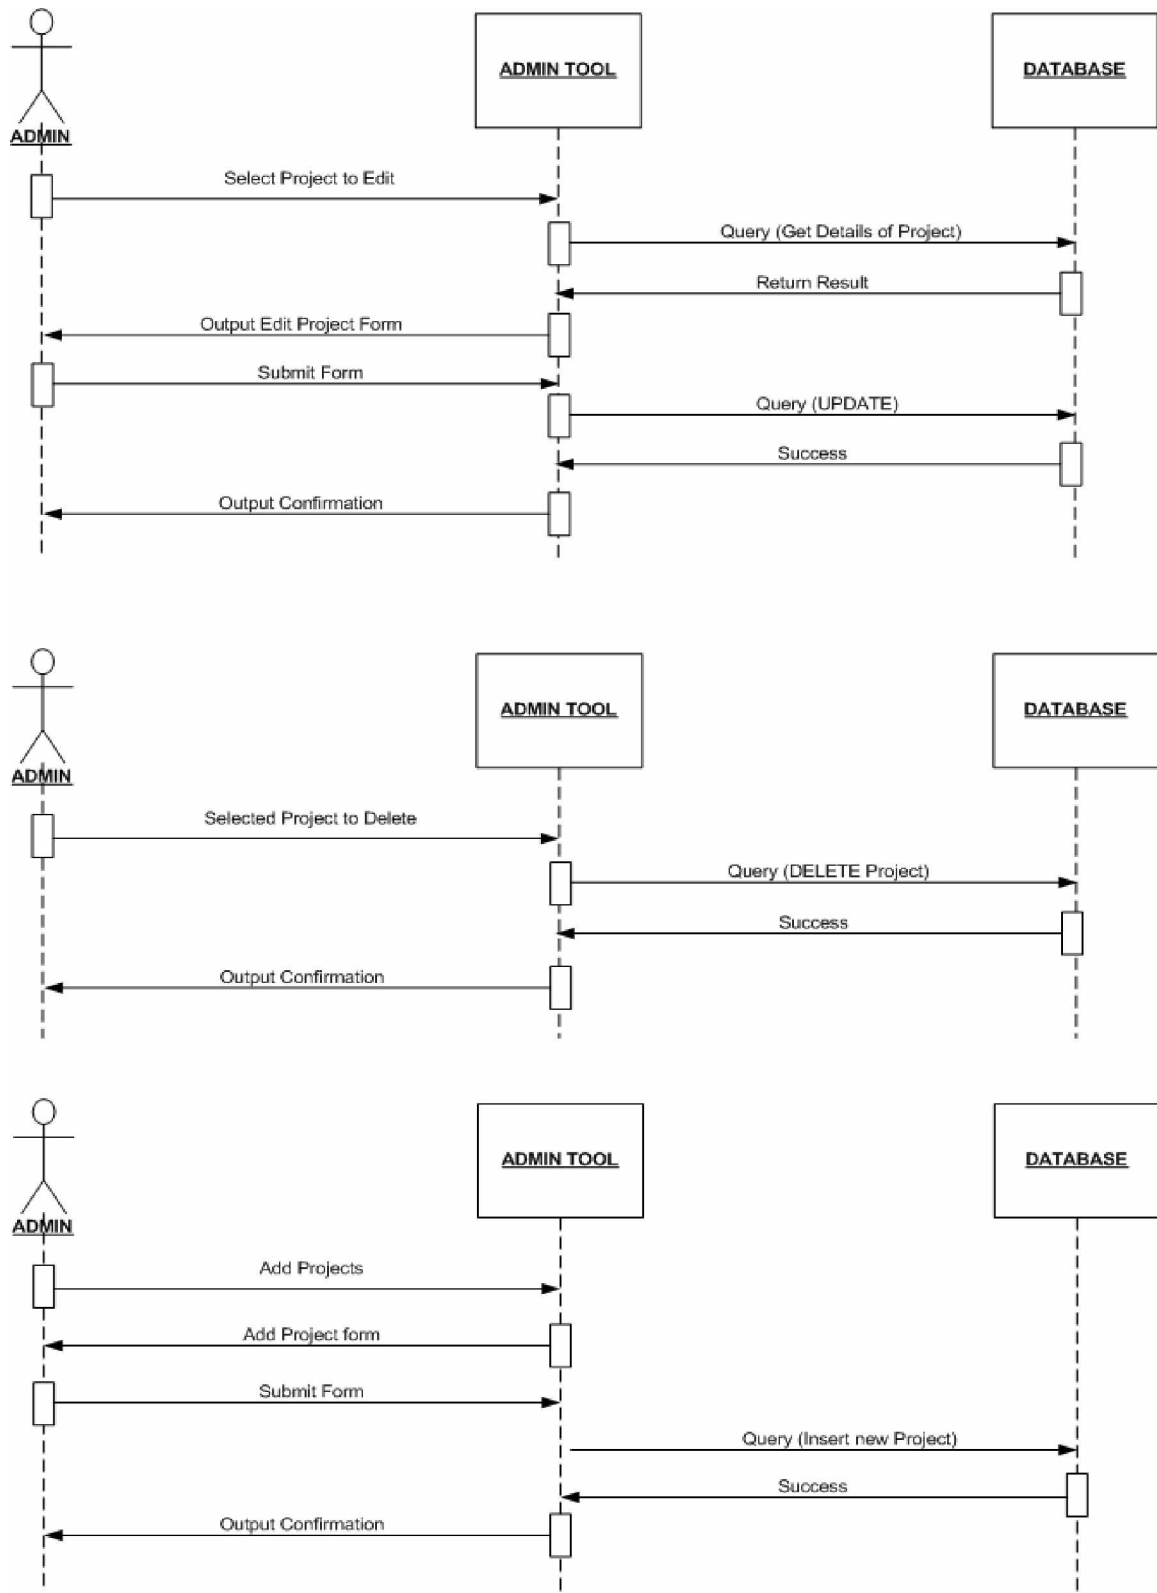 ADMIN TOOL
DATABASE
ADMIN
Select Project to Edit
Query (Get Details of Project)
Return Result
Output Edit Project Form
Submit Form
Query (UPDATE)
Success
Output Confirmation
ADMIN TOOL
DATABASE
ADMIN
Selected Project to Delete
Query (DELETE Project)
Success
Output Confirmation
ADMIN TOOL
DATABASE
ADMIN
Add Projects
Add Project form
Submit Form
Query (Insert new Project)
Success
Output Confirmation